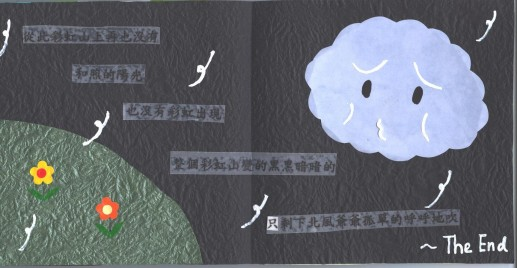 從此彩虹山上再也沒有
和煦的陽光
也沒有彩虹出現
整個彩虹山變的黑黑暗暗的
只剩下北風爺爺孤單的呼呼地吹
~ The End